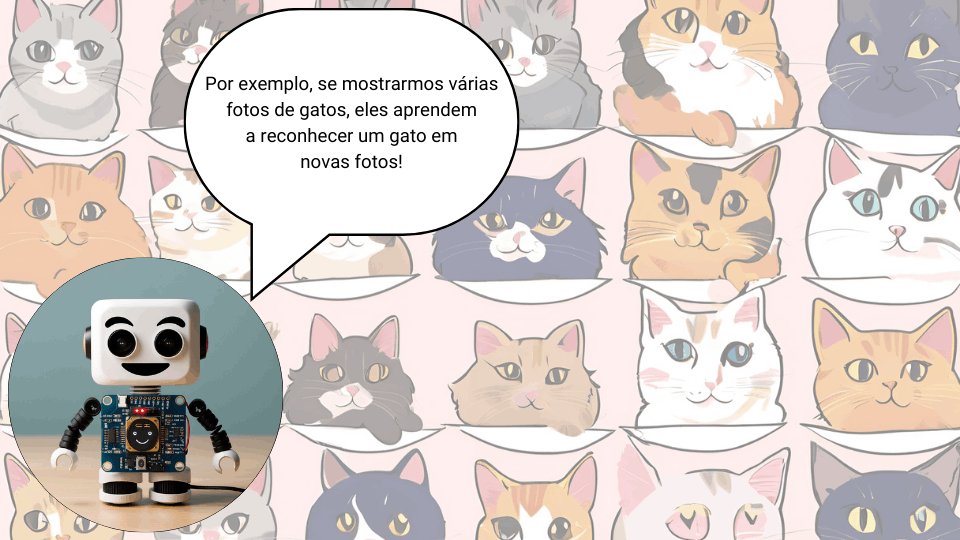 Por exemplo, se mostrarmos várias
fotos de gatos, eles aprendem
a reconhecer um gato em
novas fotos!